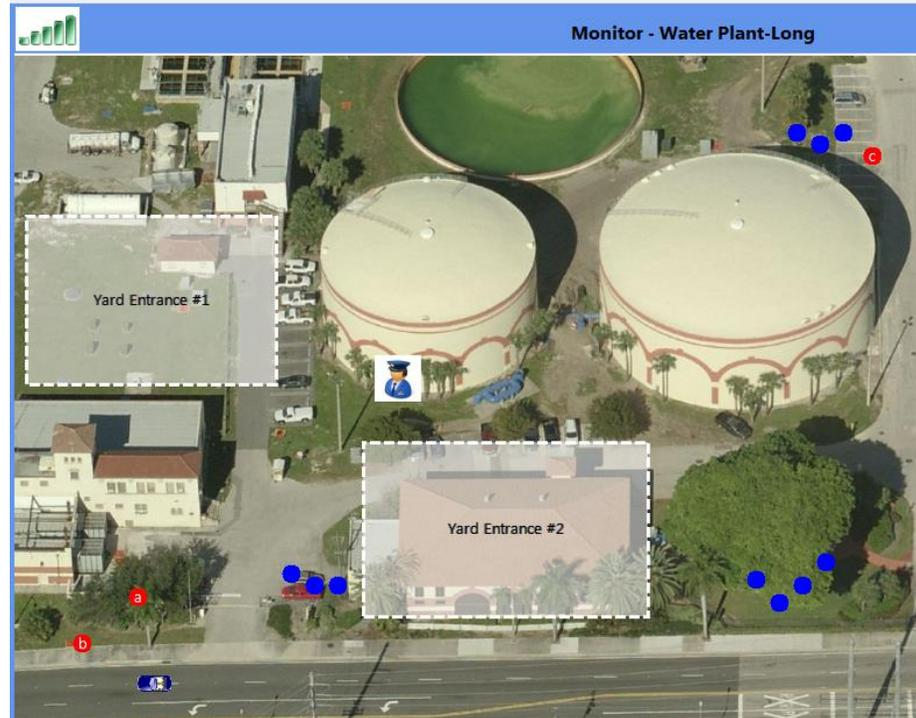 Monitor - Water Plant-Long
c
Yard Entrance #1
Yard Entrance #2
a
b